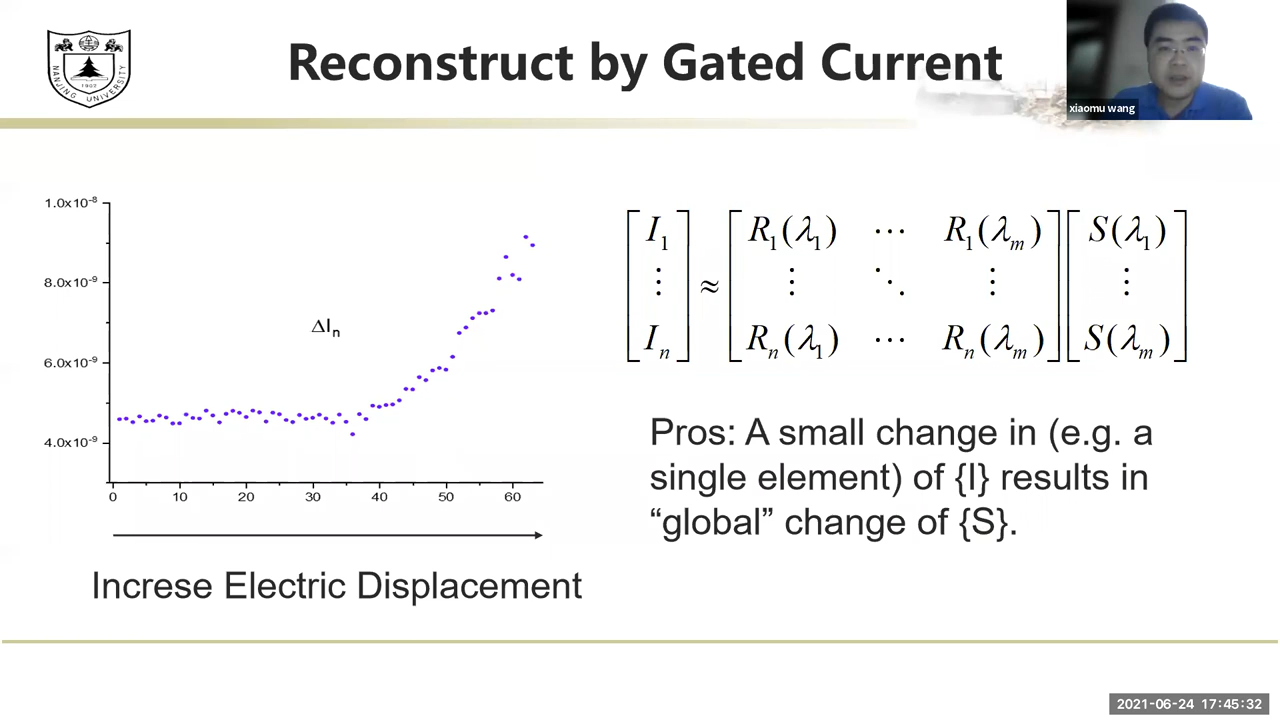 NANJING UNIVERSITY
1902
Reconstruct by Gated Current
xiaomu wang
1.0x10⁻⁸
8.0x10⁻⁹
6.0x10⁻⁹
4.0x10⁻⁹
ΔIₙ
0 10 20 30 40 50 60
Increse Electric Displacement
I₁ R₁(λ₁) ⋯ R₁(λₘ) S(λ₁)
⋮ ≈ ⋮ ⋱ ⋮ ⋮
Iₙ Rₙ(λ₁) ⋯ Rₙ(λₘ) S(λₘ)
Pros: A small change in (e.g. a
single element) of {I} results in
“global” change of {S}.
2021-06-24 17:45:32